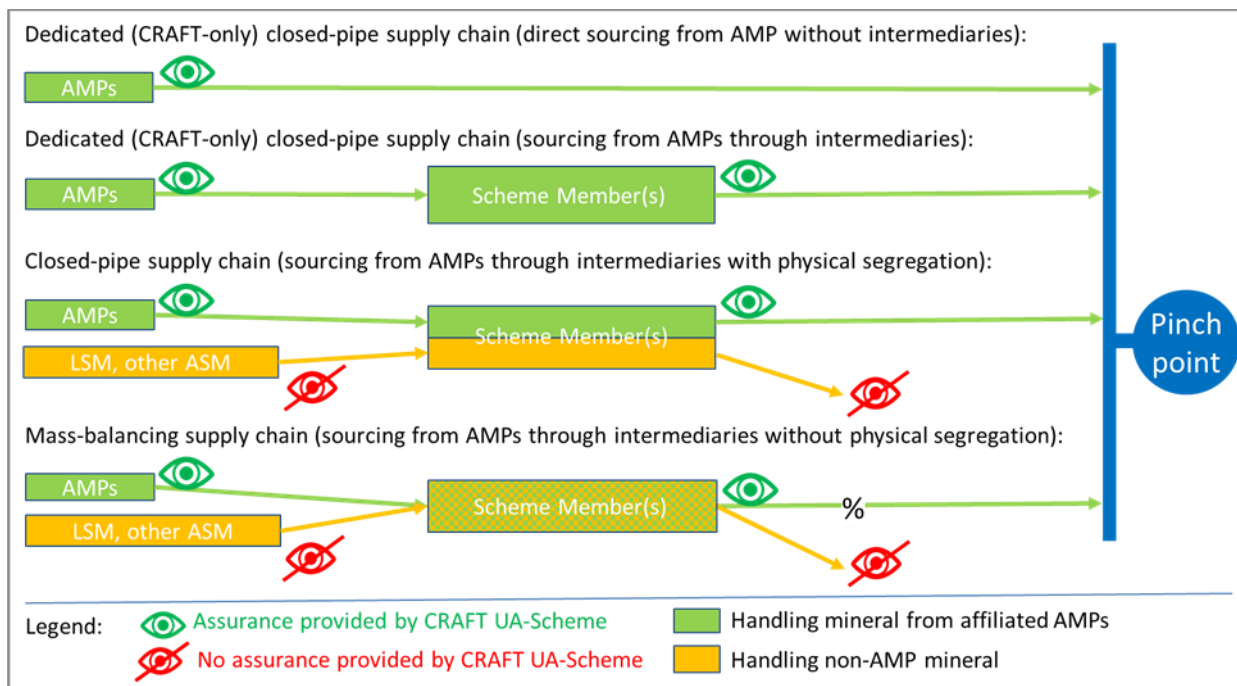 Dedicated (CRAFT-only) closed-pipe supply chain (direct sourcing from AMP without intermediaries):
AMPs
Dedicated (CRAFT-only) closed-pipe supply chain (sourcing from AMPs through intermediaries):
AMPs
Scheme Member(s)
Closed-pipe supply chain (sourcing from AMPs through intermediaries with physical segregation):
AMPs
Scheme Member(s)
LSM, other ASM
Pinch
point
Mass-balancing supply chain (sourcing from AMPs through intermediaries without physical segregation):
AMPs
Scheme Member(s)
%
LSM, other ASM
Legend:
Assurance provided by CRAFT UA-Scheme
Handling mineral from affiliated AMPs
No assurance provided by CRAFT UA-Scheme
Handling non-AMP mineral